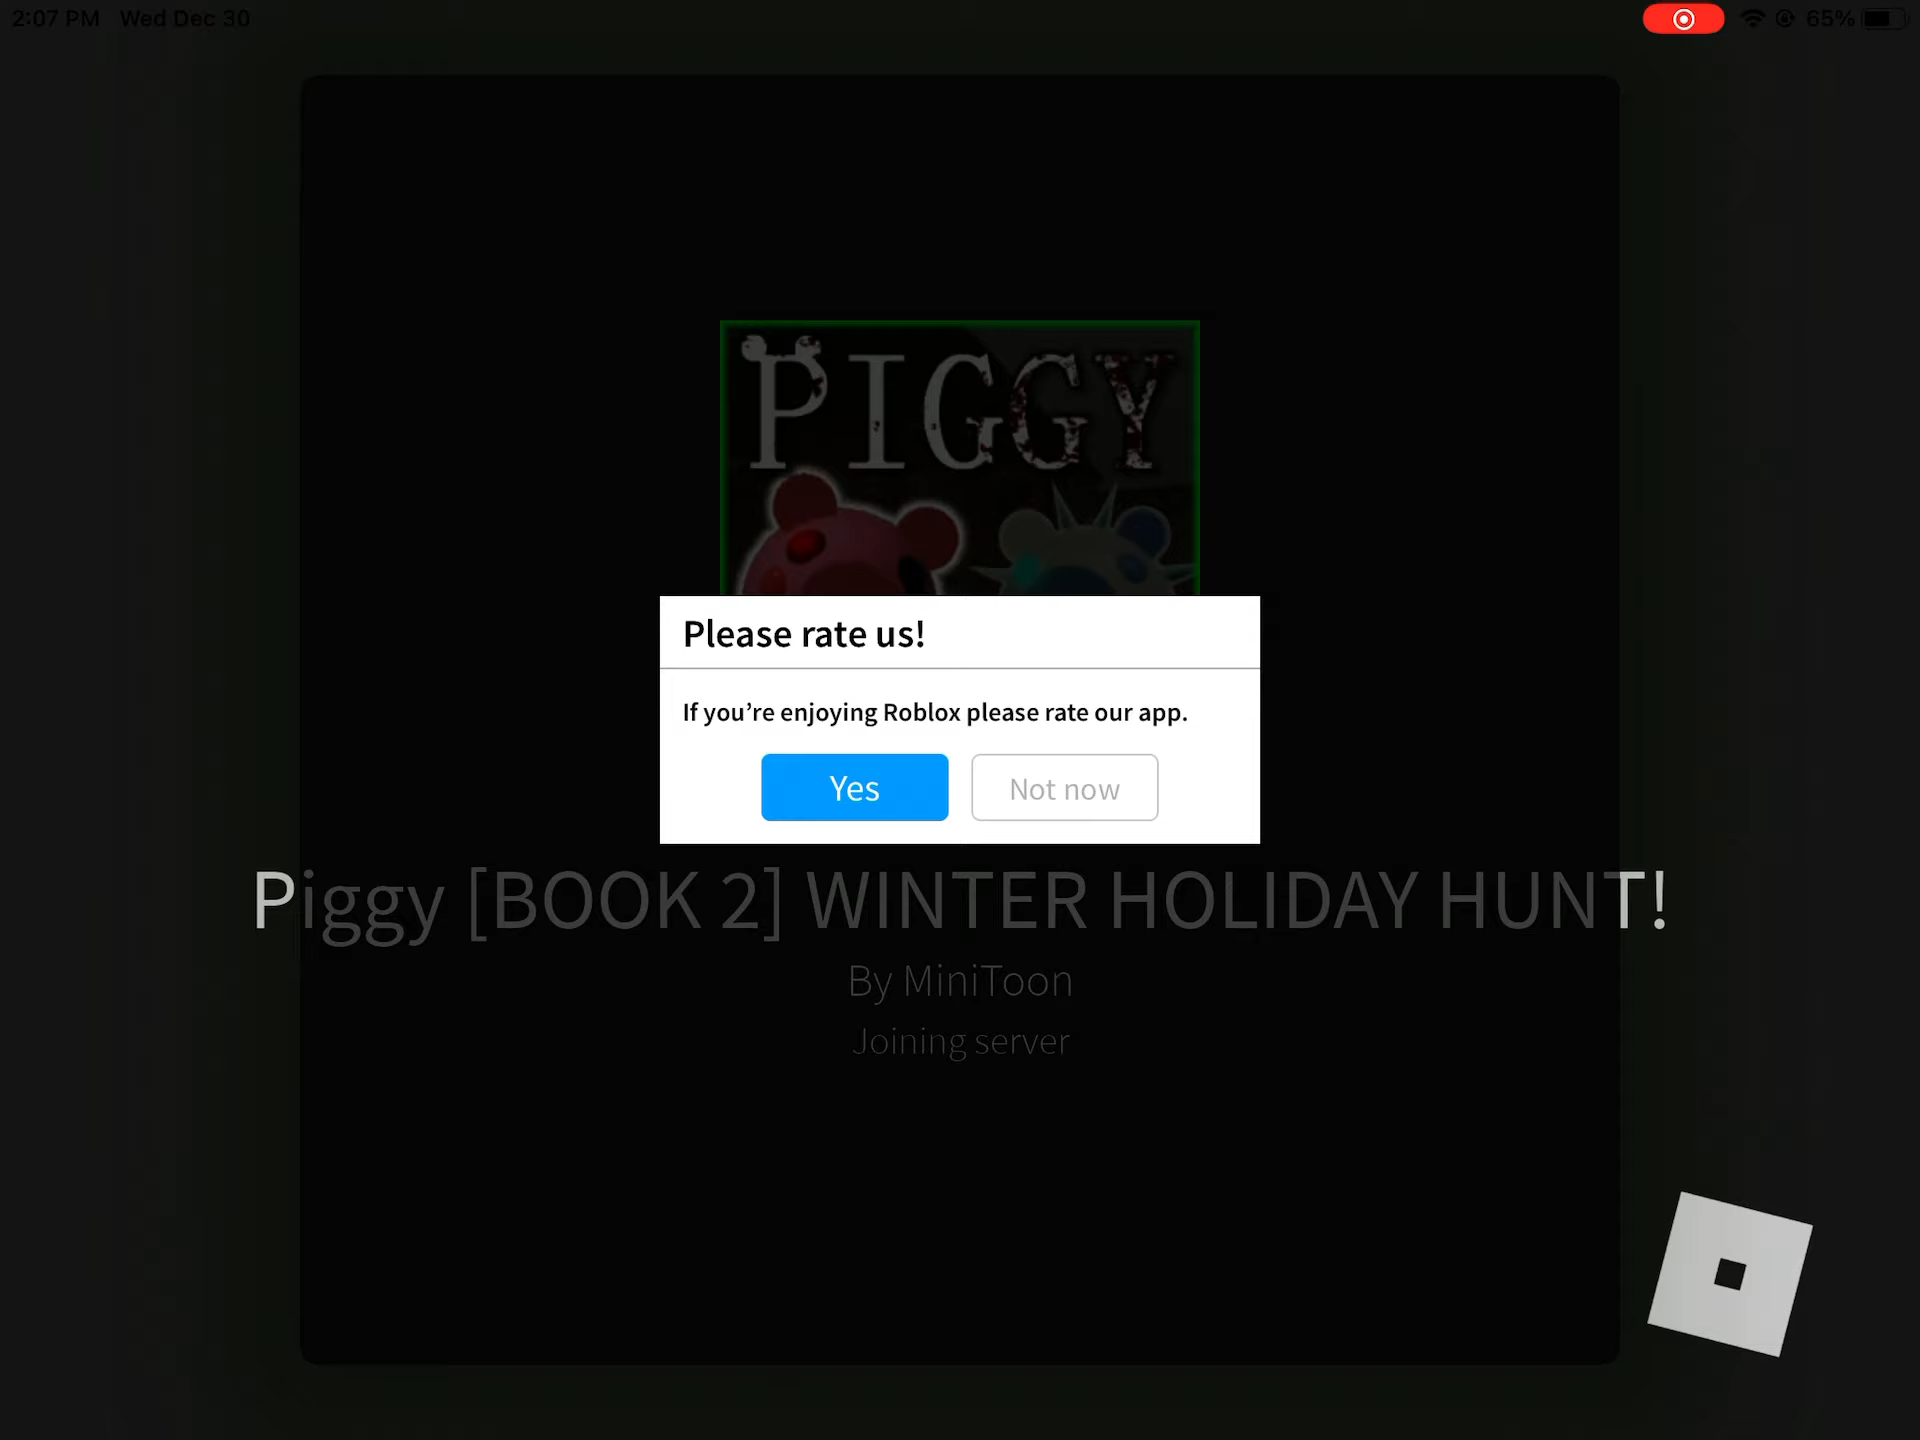 2:07 PM Wed Dec 30
65%
PIGGY
Please rate us!
If you’re enjoying Roblox please rate our app.
Yes
Not now
Piggy [BOOK 2] WINTER HOLIDAY HUNT!
By MiniToon
Joining server